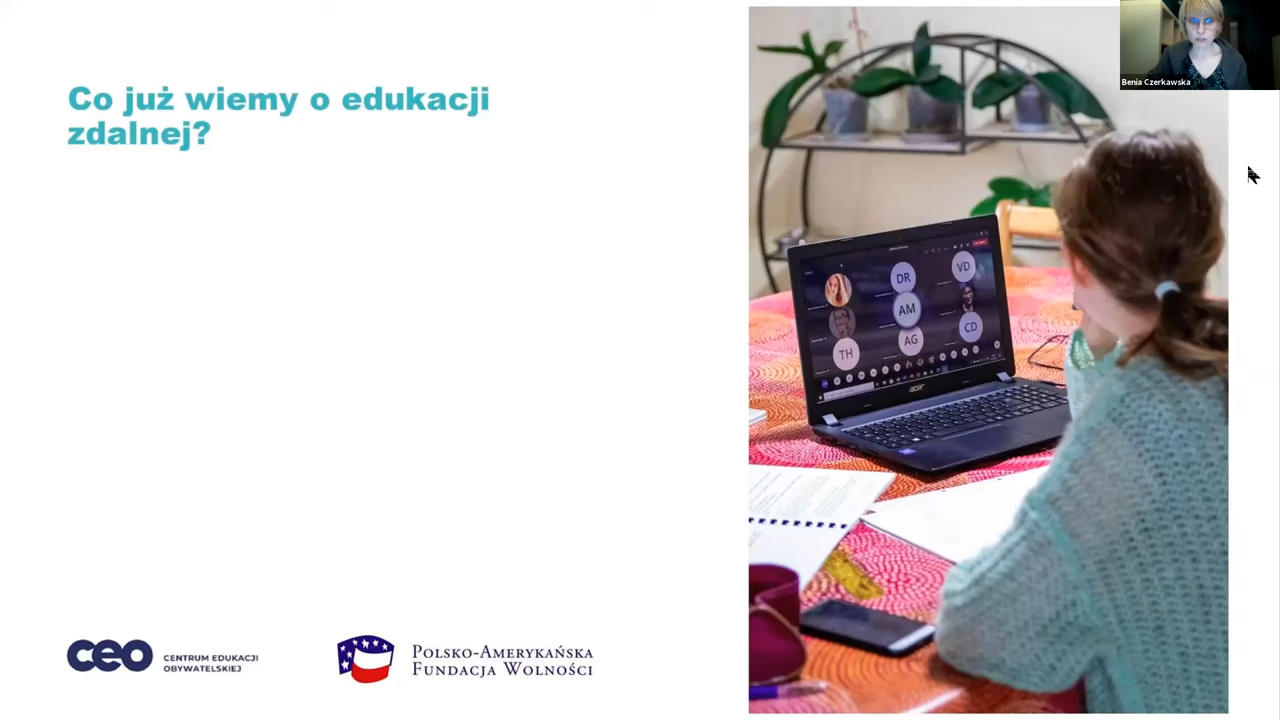 Benia Czerkawska
Co już wiemy o edukacji
zdalnej?
DR
VD
AM
TH
AG
CD
acer
ceo
CENTRUM EDUKACJI
OBYWATELSKIEJ
POLSKO-AMERYKAŃSKA
FUNDACJA WOLNOŚCI